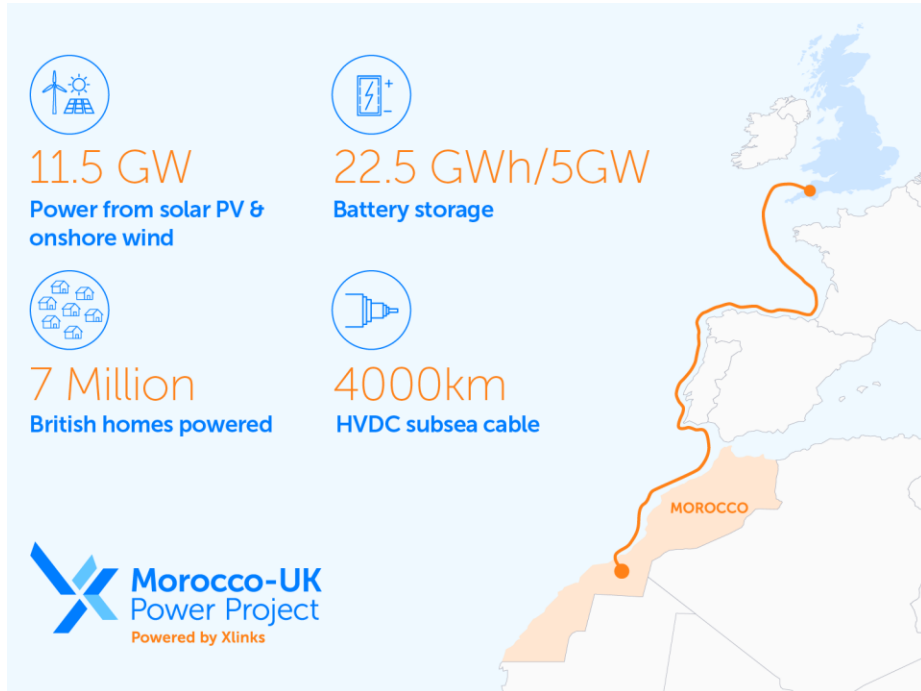 11.5 GW
Power from solar PV &
onshore wind
22.5 GWh/5GW
Battery storage
+
–
7 Million
British homes powered
4000km
HVDC subsea cable
MOROCCO
Morocco-UK
Power Project
Powered by Xlinks